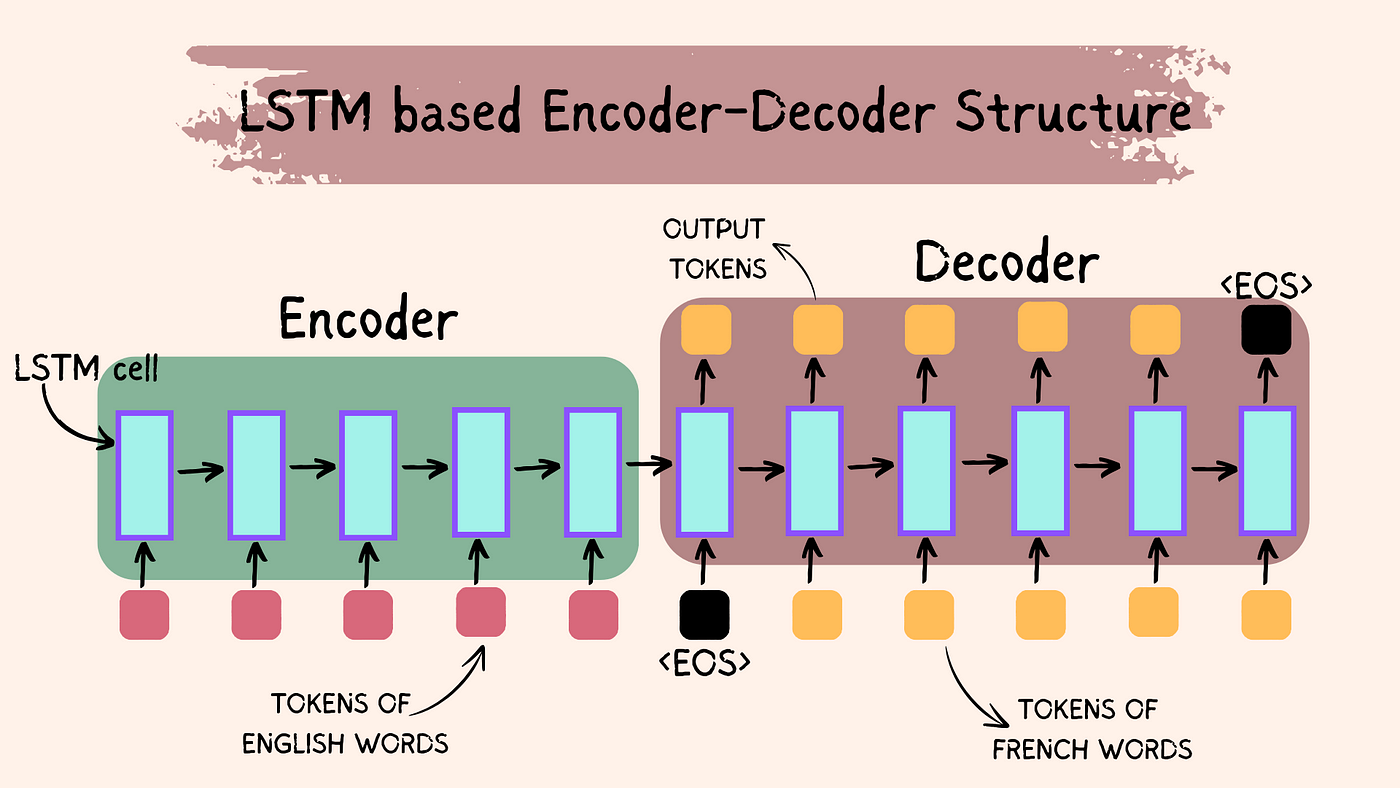 LSTM based Encoder-Decoder Structure
OUTPUT
TOKENS
Decoder
<EOS>
Encoder
LSTM cell
<EOS>
TOKENS OF
ENGLISH WORDS
TOKENS OF
FRENCH WORDS